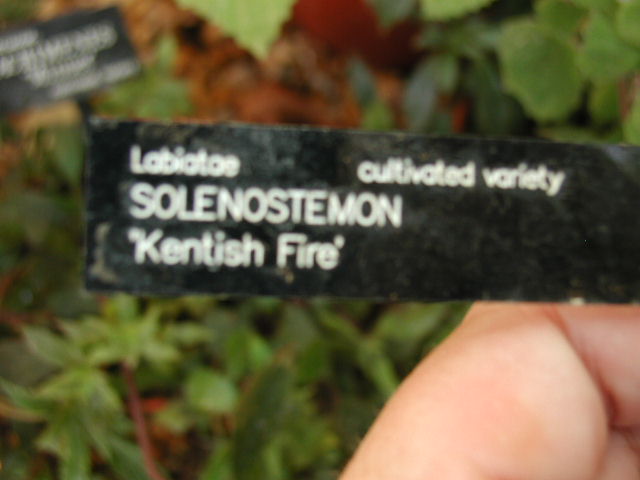 Labiatae cultivated variety
SOLENOSTEMON
'Kentish Fire'